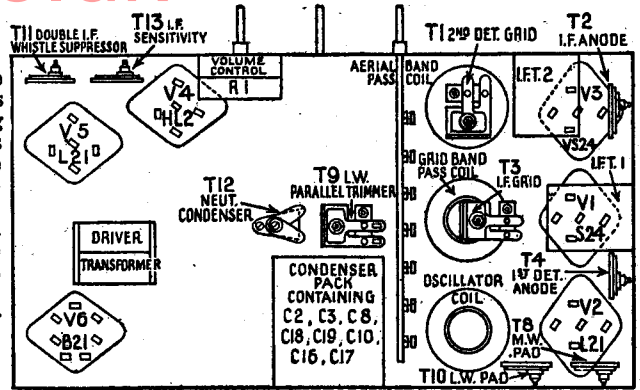 T11 DOUBLE I.F.
WHISTLE SUPPRESSOR
T13 I.F.
SENSITIVITY
T1 2ND DET. GRID
T2
I.F. ANODE
VOLUME
CONTROL
R1
AERIAL BAND
PASS COIL
I.F.T. 2
V3
VS24
V4
HL2
V5
L21
T12
NEUT.
CONDENSER
T9 L.W.
PARALLEL TRIMMER
GRID BAND
PASS COIL
T3
I.F. GRID
I.F.T. 1
V1
S24
DRIVER
TRANSFORMER
CONDENSER
PACK
CONTAINING
C2, C3, C8,
C18, C19, C10,
C16, C17
OSCILLATOR
COIL
T4
1ST DET.
ANODE
V2
L21
T8
M.W.
PAD
T10 L.W. PAD
V6
B21